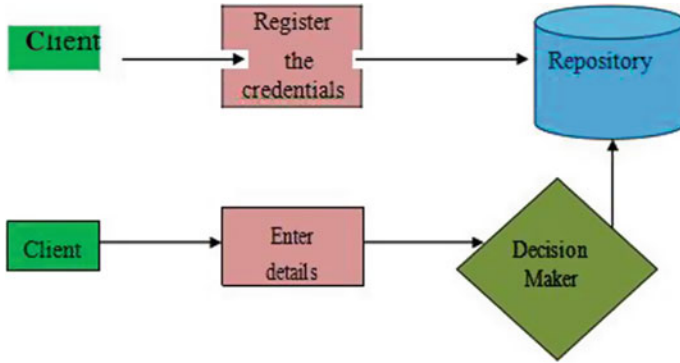 Client
Register
the
credentials
Repository
Client
Enter
details
Decision
Maker